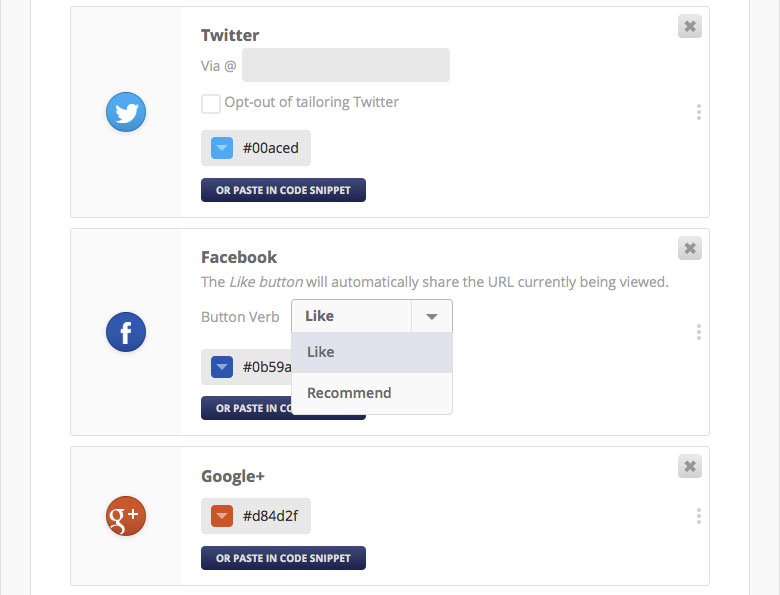 Twitter
Via @
Opt-out of tailoring Twitter
#00aced
OR PASTE IN CODE SNIPPET
Facebook
The Like button will automatically share the URL currently being viewed.
Button Verb Like
Like
#0b59a
Recommend
OR PASTE IN CO
Google+
g+
#d84d2f
OR PASTE IN CODE SNIPPET